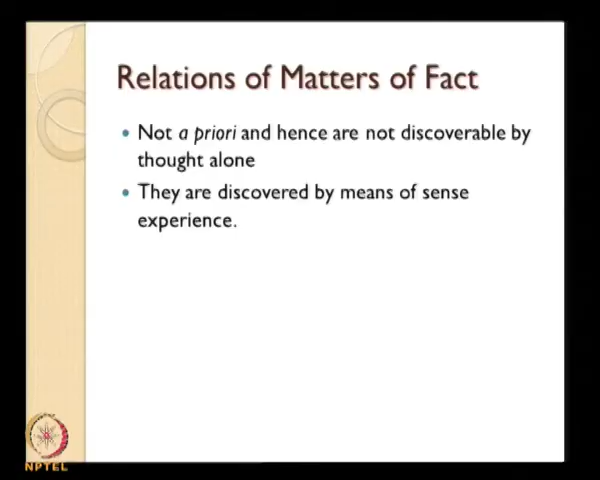 Relations of Matters of Fact
• Not a priori and hence are not discoverable by
thought alone
• They are discovered by means of sense
experience.
NPTEL